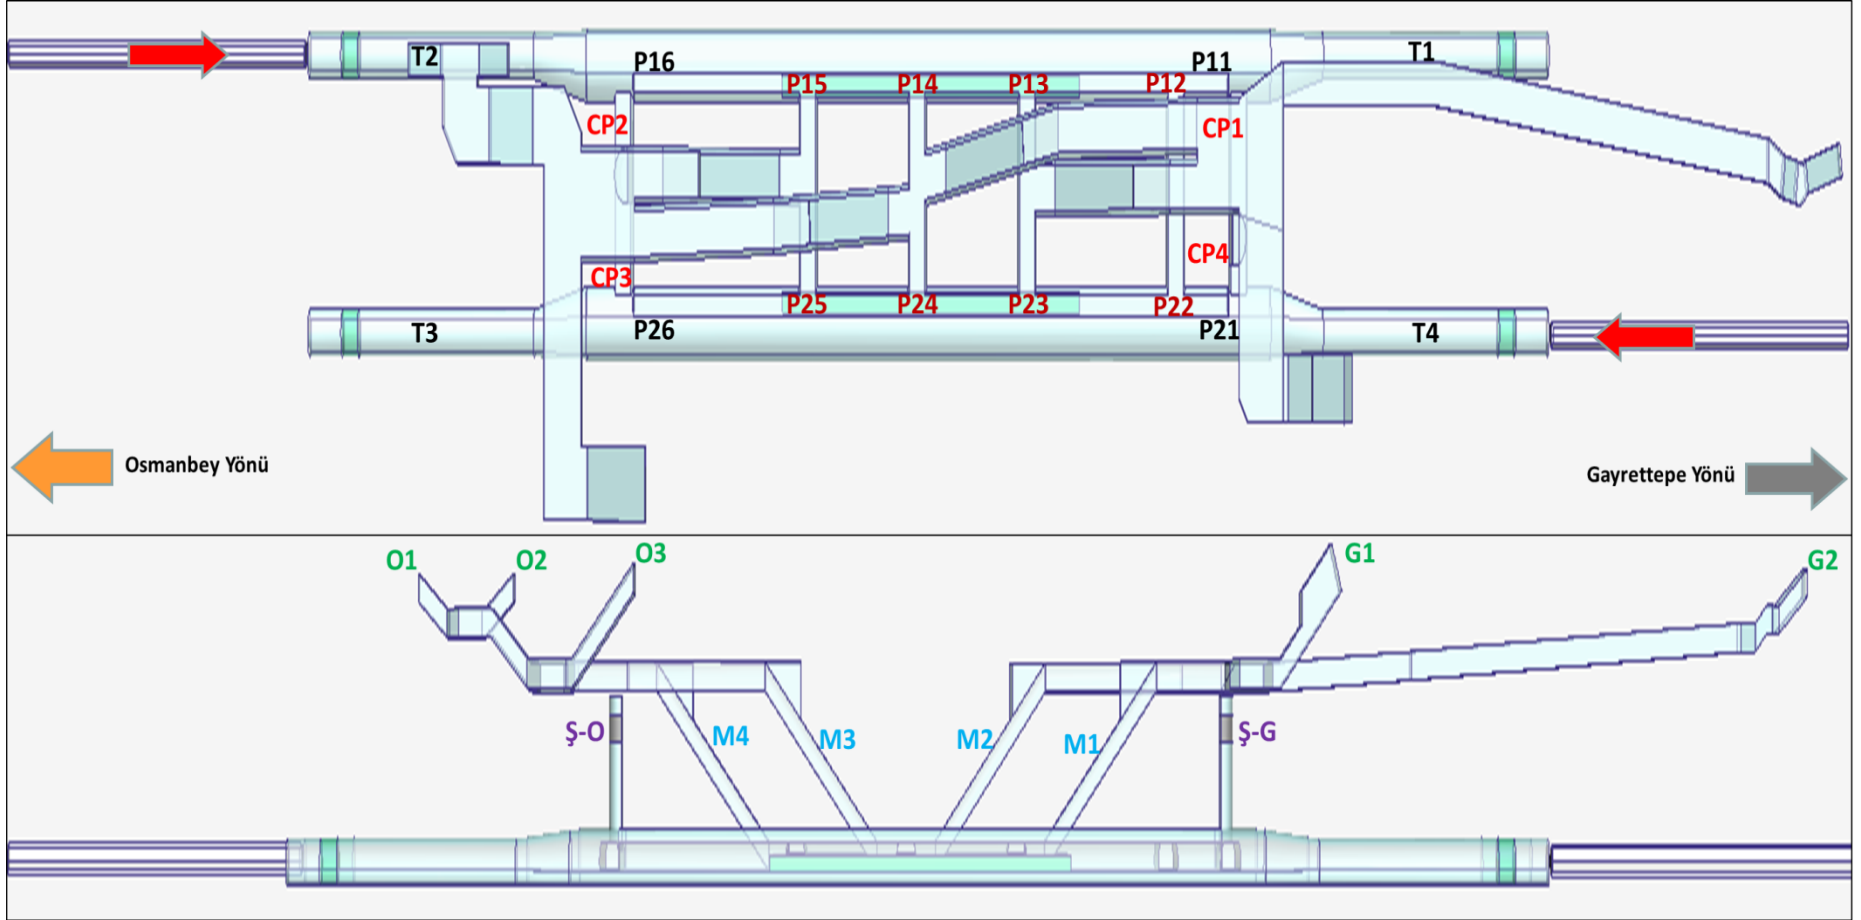 T2
P16
P11
T1
P15
P14
P13
P12
CP2
CP1
CP3
CP4
P25
P24
P23
P22
T3
P26
P21
T4
Osmanbey Yönü
Gayrettepe Yönü
O1
O2
O3
G1
G2
Ş-O
M4
M3
M2
M1
Ş-G